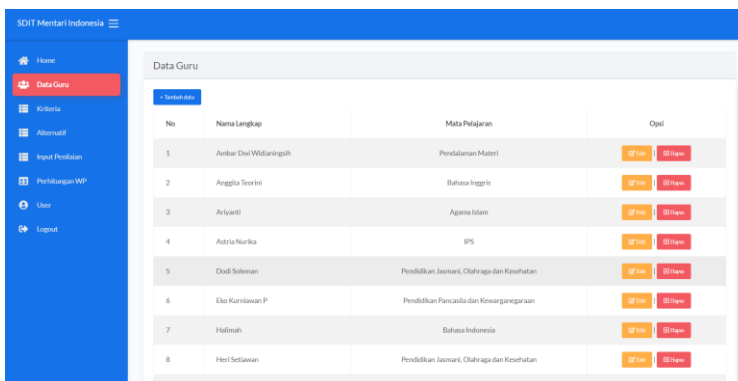 SDIT Mentari Indonesia
Home
Data Guru
Kriteria
Alternatif
Input Penilaian
Perhitungan WP
User
Logout
Data Guru
+ Tambah data
No Nama Lengkap Mata Pelajaran Opsi
1 Ambar Dwi Widianingsih Pendalaman Materi Edit | Hapus
2 Anggita Teorini Bahasa Inggris Edit | Hapus
3 Ariyanti Agama Islam Edit | Hapus
4 Astria Nurika IPS Edit | Hapus
5 Dodi Soleman Pendidikan Jasmani, Olahraga dan Kesehatan Edit | Hapus
6 Eko Kurniawan P Pendidikan Pancasila dan Kewarganegaraan Edit | Hapus
7 Halimah Bahasa Indonesia Edit | Hapus
8 Heri Setiawan Pendidikan Jasmani, Olahraga dan Kesehatan Edit | Hapus